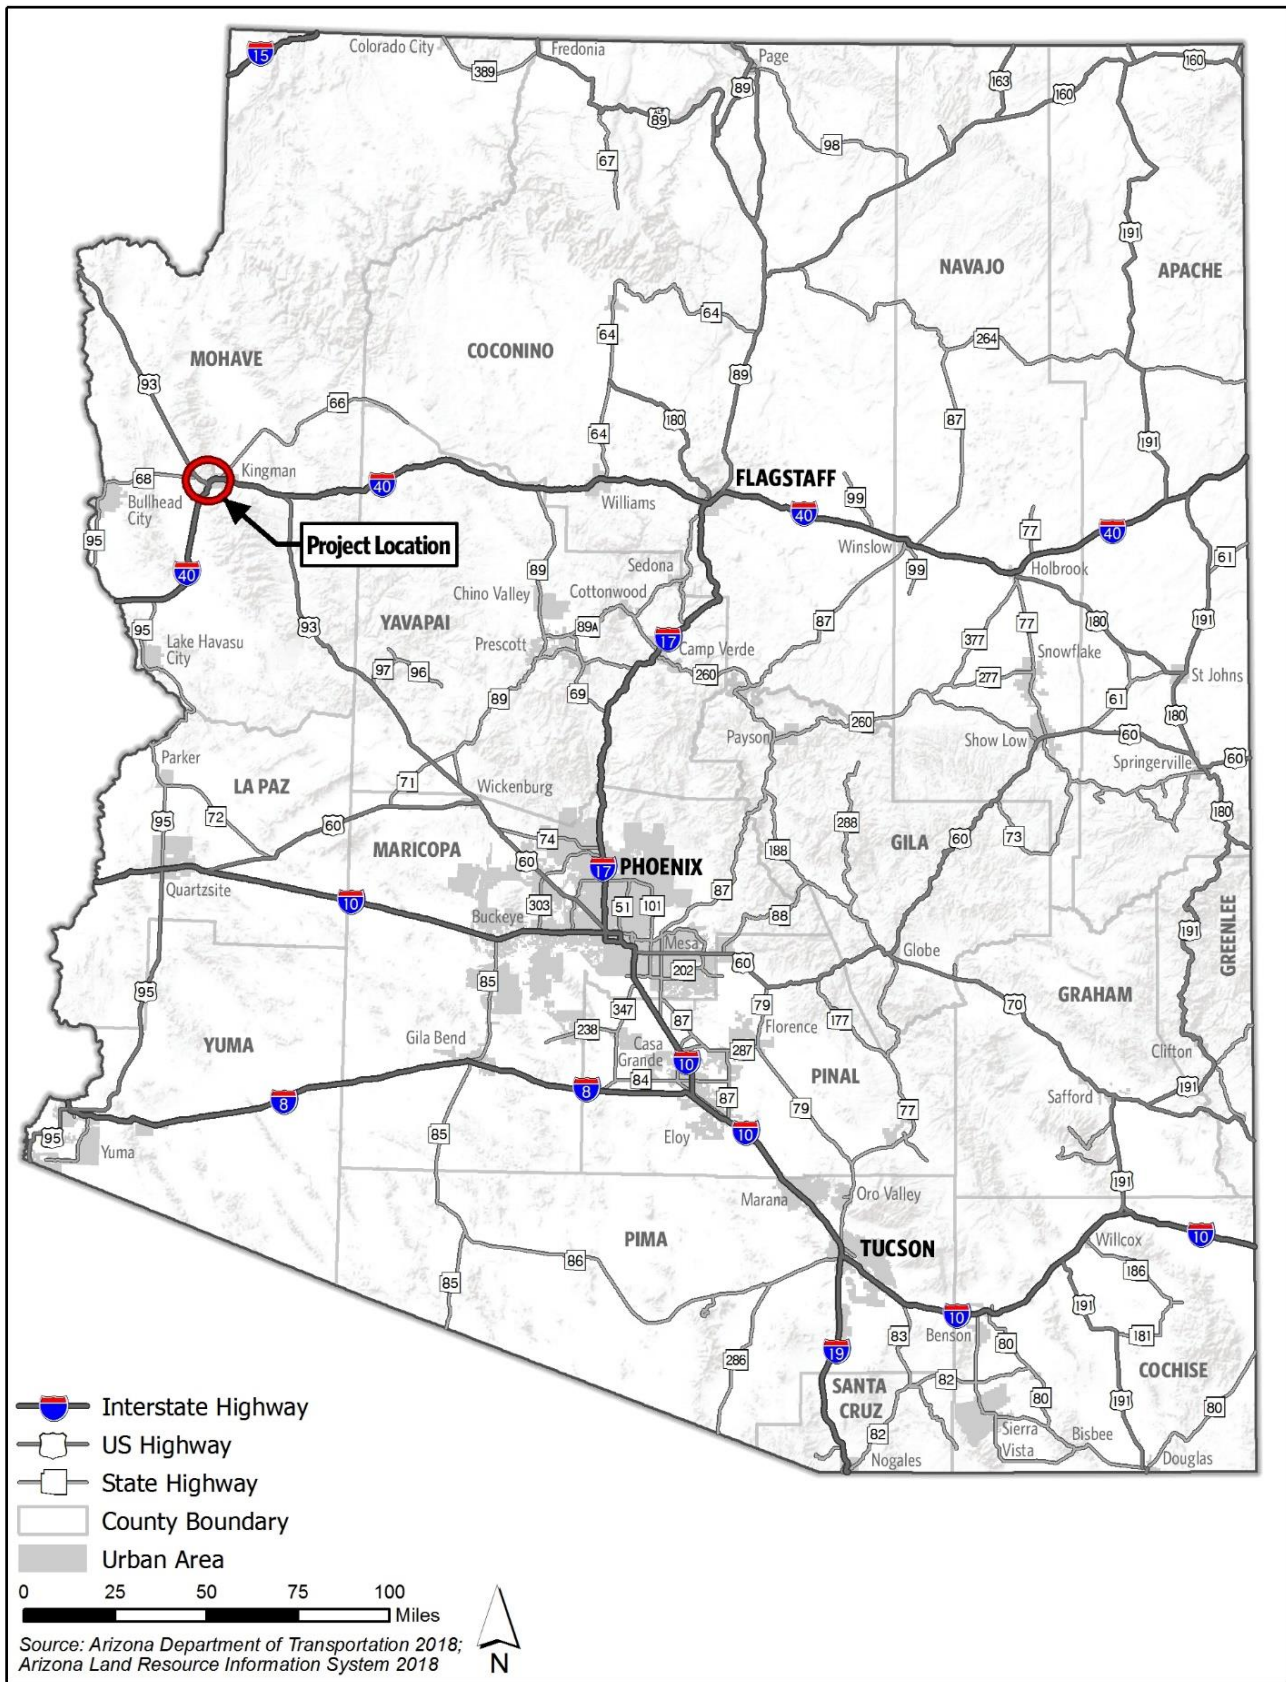 15
Colorado City
Fredonia
389
Page
89
ALT
89
163
160
160
67
98
191
NAVAJO
APACHE
64
64
264
MOHAVE
COCONINO
93
89
66
180
87
64
191
68
Kingman
40
FLAGSTAFF
Bullhead
City
Williams
99
40
77
40
95
Project Location
Winslow
40
Sedona
99
Holbrook
61
89
Chino Valley
Cottonwood
95
93
YAVAPAI
89A
87
377
77
180
191
Lake Havasu
City
Prescott
17
Camp Verde
Snowflake
97
96
260
277
St Johns
69
89
61
260
180
Payson
Show Low
60
Parker
Springerville
60
LA PAZ
71
Wickenburg
180
95
72
60
74
288
73
MARICOPA
GILA
60
60
188
17
PHOENIX
Quartzsite
87
10
303
51
101
88
Buckeye
GREENLEE
191
Mesa
Globe
60
202
85
95
GRAHAM
79
70
347
177
87
238
Florence
YUMA
Gila Bend
Casa
Grande
287
Clifton
10
PINAL
84
8
8
191
87
Safford
79
77
85
95
Eloy
10
Yuma
191
Marana
Oro Valley
PIMA
TUCSON
10
Willcox
86
186
85
191
10
83
Benson
181
80
19
286
COCHISE
SANTA
CRUZ
82
80
191
80
82
Sierra
Vista
Bisbee
Nogales
Douglas
Interstate Highway
US Highway
State Highway
County Boundary
Urban Area
0 25 50 75 100
Miles
Source: Arizona Department of Transportation 2018;
Arizona Land Resource Information System 2018
N